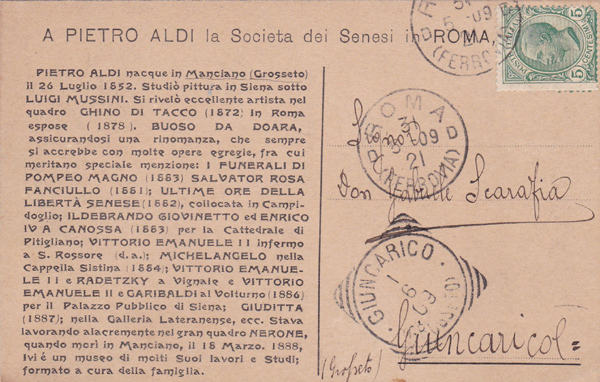 A PIETRO ALDI la Societa dei Senesi in ROMA.
PIETRO ALDI nacque in Manciano (Grosseto)
il 26 Luglio 1852. Studiò pittura in Siena sotto
LUIGI MUSSINI. Si rivelò eccellente artista nel
quadro GHINO DI TACCO (1872) In Roma
espose (1878). BUOSO DA DOARA,
assicurandosi una rinomanza, che sempre
si accrebbe con molte opere egregie, fra cui
meritano speciale menzione: I FUNERALI DI
POMPEO MAGNO (1883) SALVATOR ROSA
FANCIULLO (1881); ULTIME ORE DELLA
LIBERTÀ SENESE (1882), collocata in Campi-
doglio; ILDEBRANDO GIOVINETTO ed ENRICO
IV A CANOSSA (1883) per la Cattedrale di
Pitigliano; VITTORIO EMANUELE II infermo
a S. Rossore (d.a.); MICHELANGELO nella
Cappella Sistina (1884); VITTORIO EMANUE-
LE II e RADETZKY a Vignale e VITTORIO
EMANUELE II e GARIBALDI al Volturno (1886)
per il Palazzo Pubblico di Siena; GIUDITTA
(1887); nella Galleria Lateranense, ecc. Stava
lavorando alacremente nel gran quadro NERONE,
quando morì in Manciano, il 18 Marzo. 1888,
Ivi é un museo di molti Suoi lavori e Studi;
formato a cura della famiglia.
(FERROVIA)
5
5
ROMA
31
09
21
(FERROVIA)
Don Scarafia
GIUNCARICO
Giuncarico=
(Grosseto)